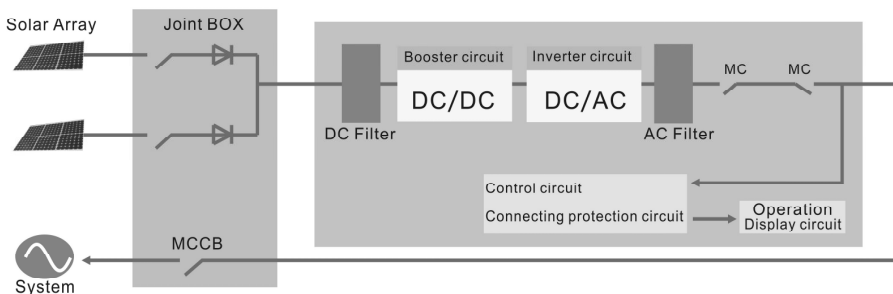 Solar Array
Joint BOX
Booster circuit
Inverter circuit
MC
MC
DC/DC
DC/AC
DC Filter
AC Filter
Control circuit
Connecting protection circuit
Operation
Display circuit
MCCB
System